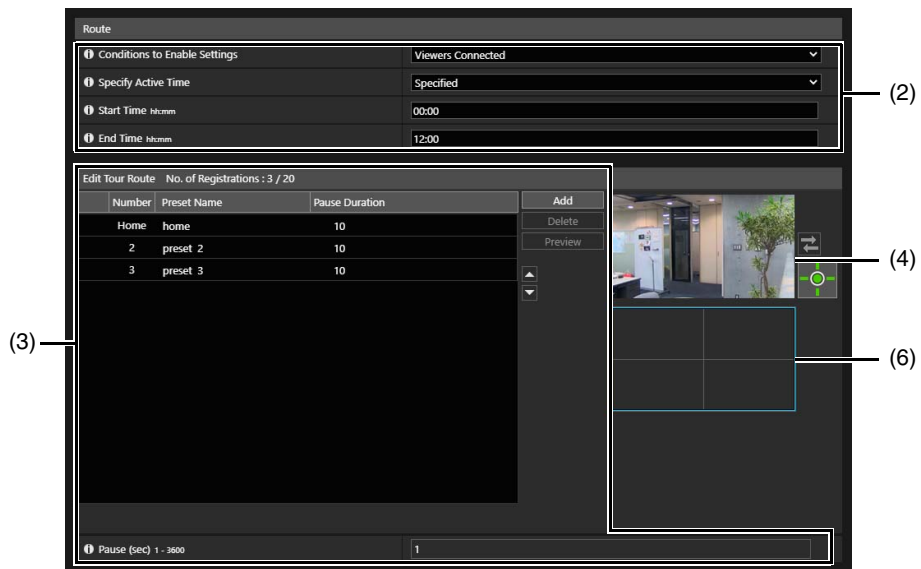 Route
Conditions to Enable Settings Viewers Connected
Specify Active Time Specified
Start Time hh:mm 00:00
End Time hh:mm 12:00
(2)
Edit Tour Route No. of Registrations : 3 / 20
Number Preset Name Pause Duration Add
Home home 10 Delete
2 preset 2 10 Preview
3 preset 3 10
(4)
(3)
(6)
Pause (sec) 1 - 3600 1